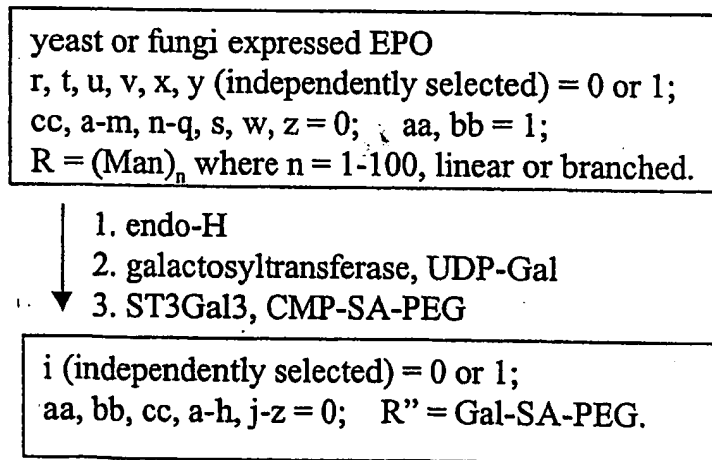 yeast or fungi expressed EPO
r, t, u, v, x, y (independently selected) = 0 or 1;
cc, a-m, n-q, s, w, z = 0; aa, bb = 1;
R = (Man)n where n = 1-100, linear or branched.
1. endo-H
2. galactosyltransferase, UDP-Gal
3. ST3Gal3, CMP-SA-PEG
i (independently selected) = 0 or 1;
aa, bb, cc, a-h, j-z = 0; R” = Gal-SA-PEG.